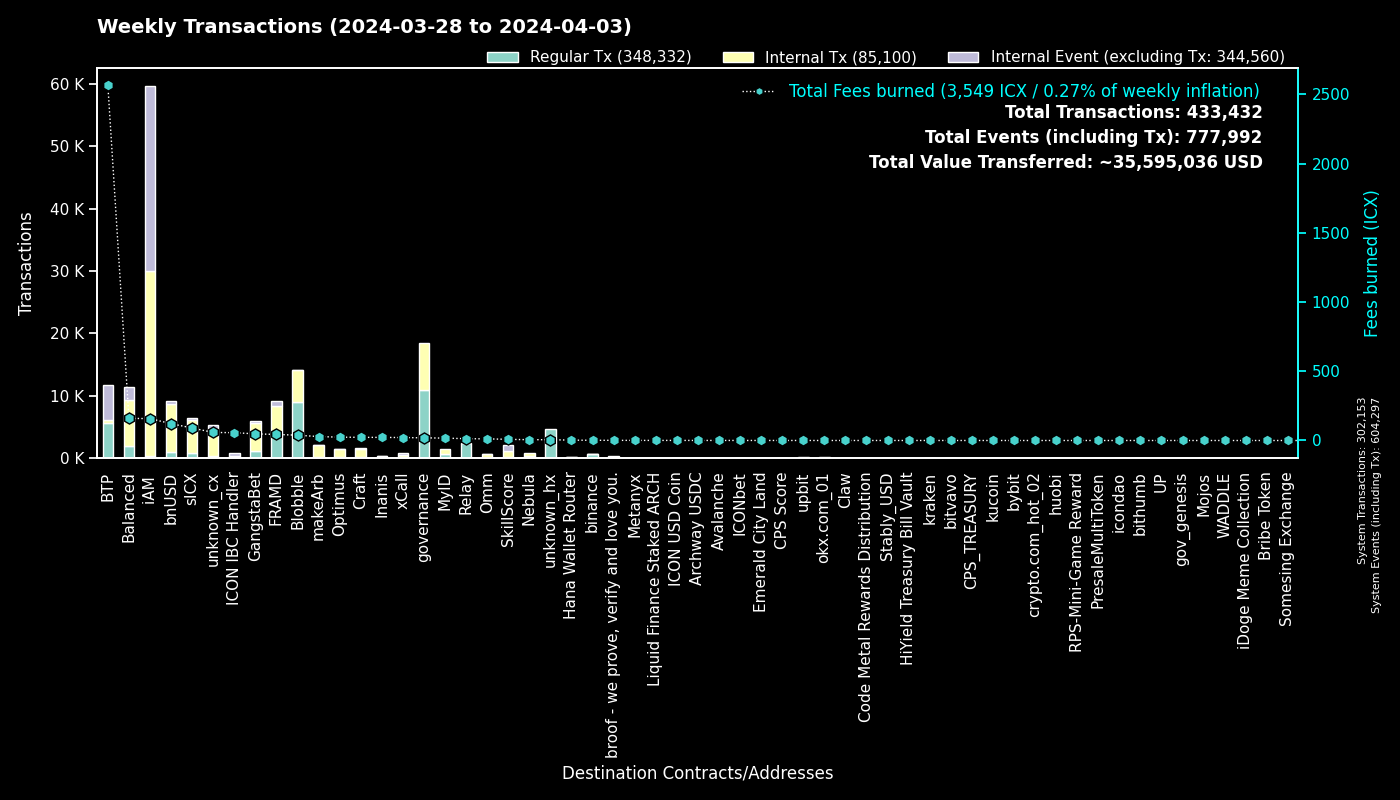 Weekly Transactions (2024-03-28 to 2024-04-03)
Regular Tx (348,332)
Internal Tx (85,100)
Internal Event (excluding Tx: 344,560)
Total Fees burned (3,549 ICX / 0.27% of weekly inflation)
Total Transactions: 433,432
Total Events (including Tx): 777,992
Total Value Transferred: ~35,595,036 USD
Transactions
60 K
50 K
40 K
30 K
20 K
10 K
0 K
2500
2000
1500
1000
500
0
Fees burned (ICX)
System Transactions: 302,153
System Events (including Tx): 604,297
BTP
Balanced
iAM
bnUSD
sICX
unknown_cx
ICON IBC Handler
GangstaBet
FRAMD
Blobble
makeArb
Optimus
Craft
Inanis
xCall
governance
MyID
Relay
Omm
SkillScore
Nebula
unknown_hx
Hana Wallet Router
binance
broof - we prove, verify and love you.
Metanyx
Liquid Finance Staked ARCH
ICON USD Coin
Archway USDC
Avalanche
ICONbet
Emerald City Land
CPS Score
upbit
okx.com_01
Claw
Code Metal Rewards Distribution
Stably_USD
HiYield Treasury Bill Vault
kraken
bitvavo
CPS_TREASURY
kucoin
bybit
crypto.com_hot_02
huobi
RPS-Mini-Game Reward
PresaleMultiToken
icondao
bithumb
UP
gov_genesis
Mojos
WADDLE
iDoge Meme Collection
Bribe Token
Somesing Exchange
Destination Contracts/Addresses